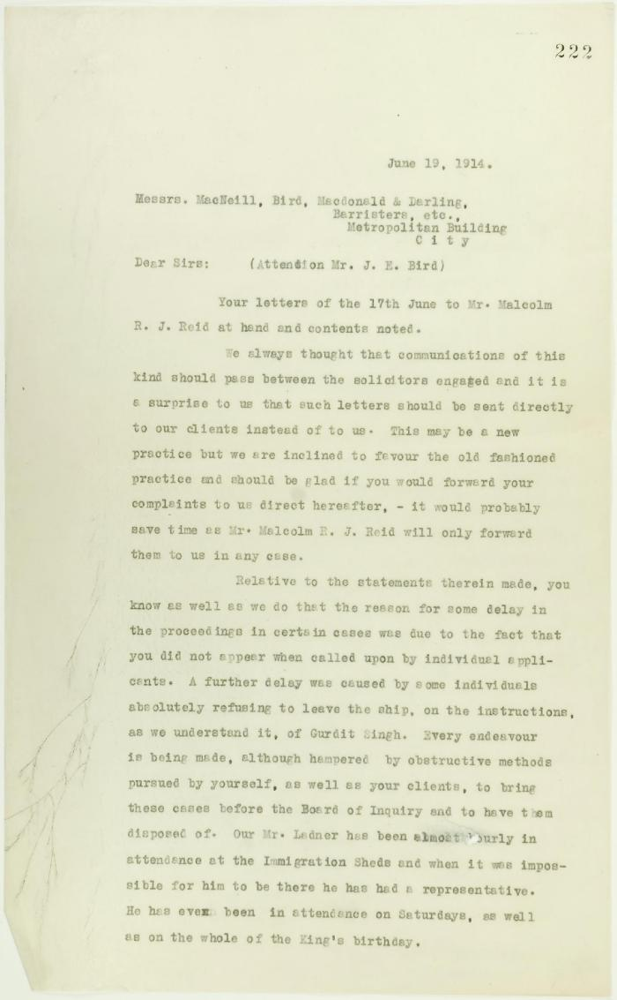 222
June 19, 1914.
Messrs. MacNeill, Bird, Macdonald & Darling,
Barristers, etc.,
Metropolitan Building
C i t y
Dear Sirs: (Attention Mr. J. E. Bird)
Your letters of the 17th June to Mr. Malcolm
R. J. Reid at hand and contents noted.
We always thought that communications of this
kind should pass between the solicitors engaged and it is
a surprise to us that such letters should be sent directly
to our clients instead of to us. This may be a new
practice but we are inclined to favour the old fashioned
practice and should be glad if you would forward your
complaints to us direct hereafter, - it would probably
save time as Mr. Malcolm R. J. Reid will only forward
them to us in any case.
Relative to the statements therein made, you
know as well as we do that the reason for some delay in
the proceedings in certain cases was due to the fact that
you did not appear when called upon by individual appli-
cants. A further delay was caused by some individuals
absolutely refusing to leave the ship, on the instructions,
as we understand it, of Gurdit Singh. Every endeavour
is being made, although hampered by obstructive methods
pursued by yourself, as well as your clients, to bring
these cases before the Board of Inquiry and to have them
disposed of. Our Mr. Ladner has been almost hourly in
attendance at the Immigration Sheds and when it was impos-
sible for him to be there he has had a representative.
He has even been in attendance on Saturdays, as well
as on the whole of the King's birthday.